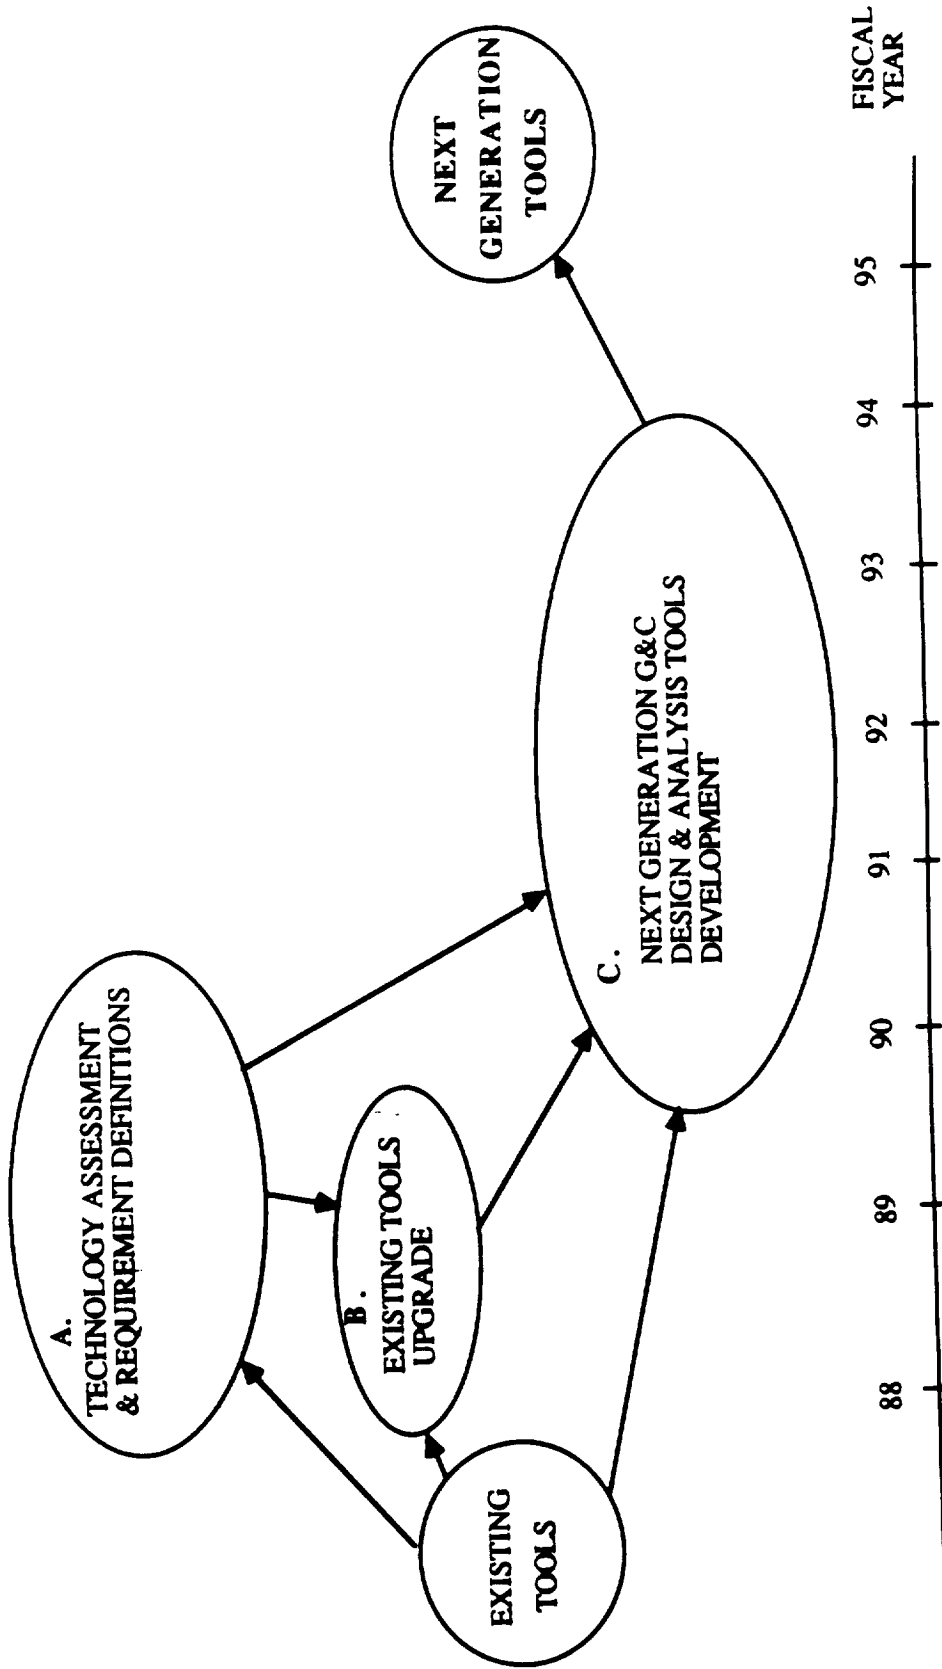 A.
TECHNOLOGY ASSESSMENT
& REQUIREMENT DEFINITIONS
B.
EXISTING TOOLS
UPGRADE
EXISTING
TOOLS
C.
NEXT GENERATION G&C
DESIGN & ANALYSIS TOOLS
DEVELOPMENT
NEXT
GENERATION
TOOLS
88 89 90 91 92 93 94 95
FISCAL
YEAR